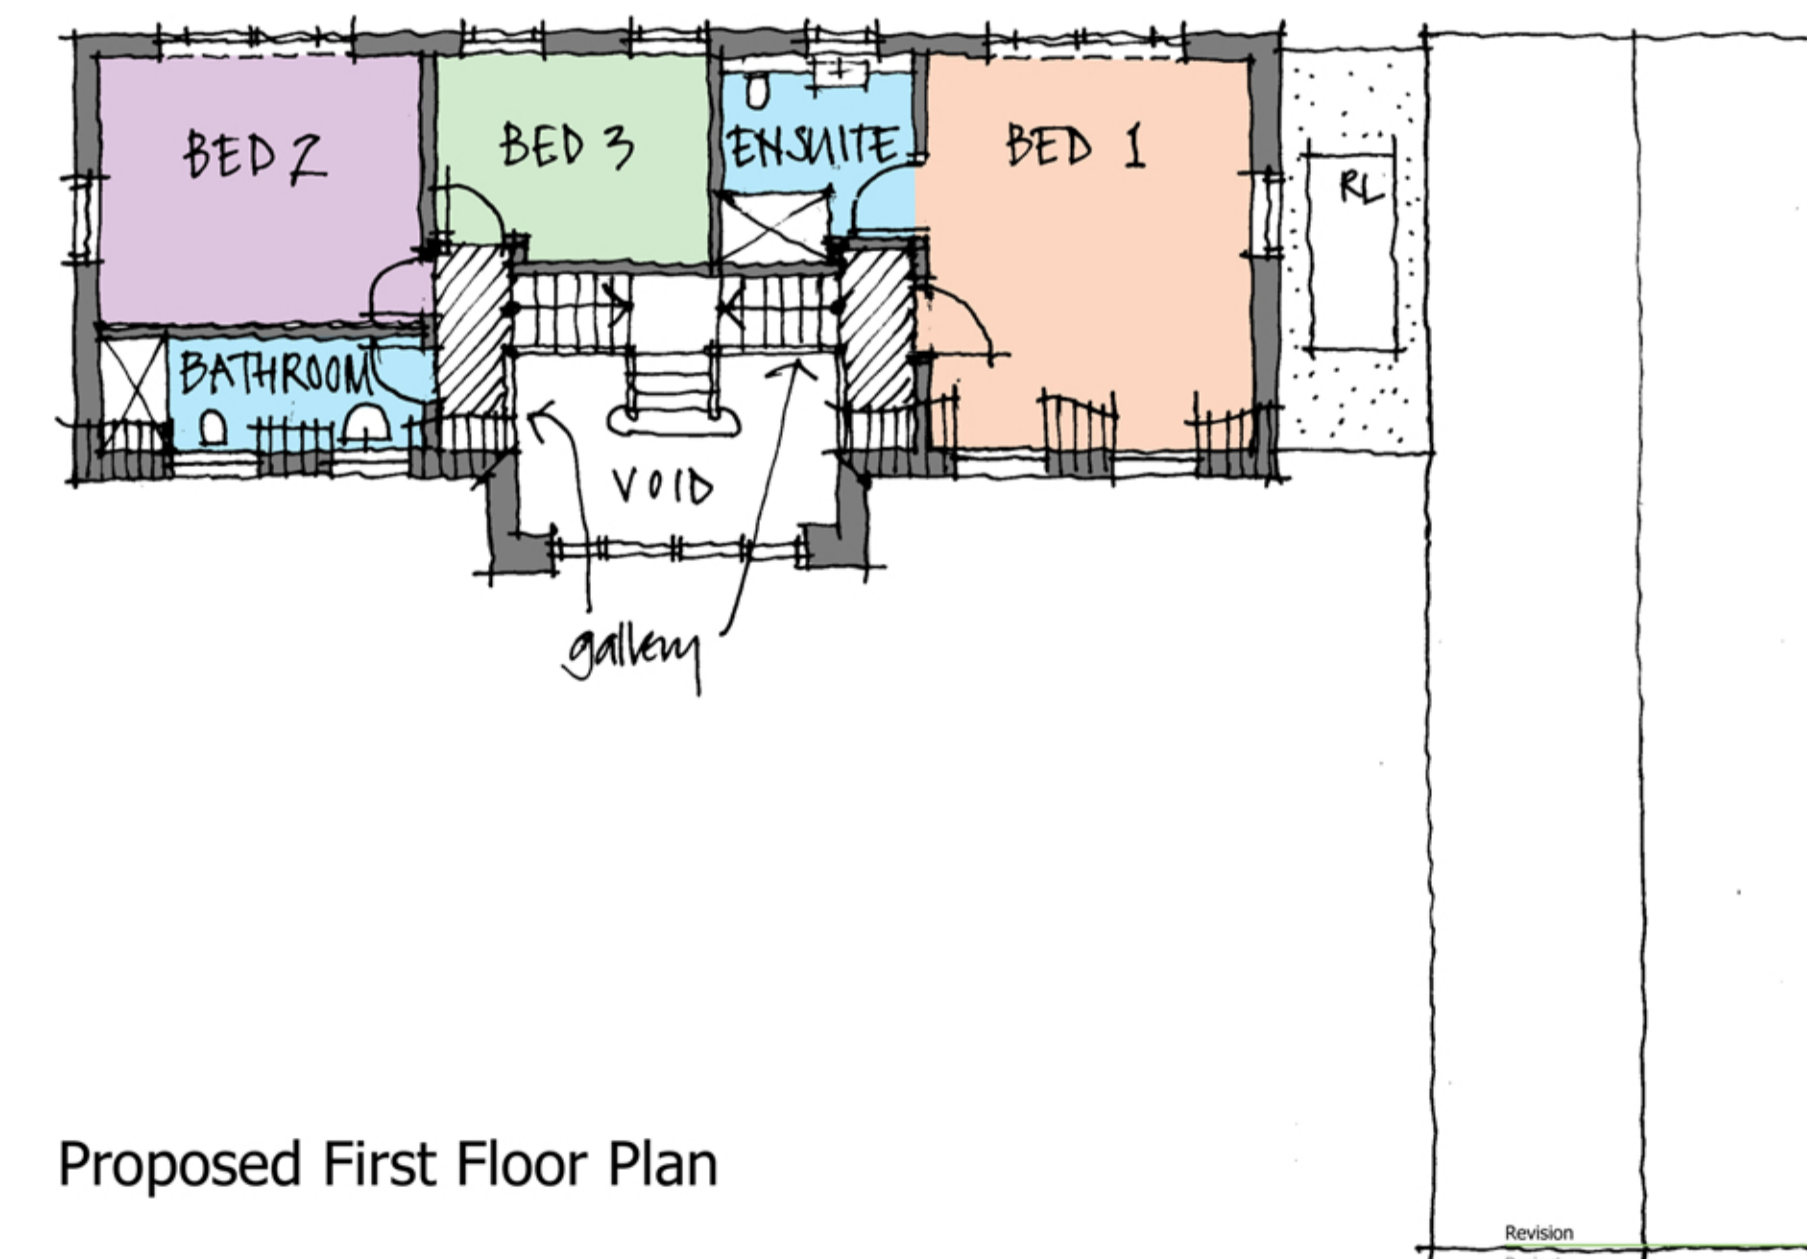 BED 2
BED 3
ENSUITE
BED 1
RL
BATHROOM
VOID
gallery
Proposed First Floor Plan
Revision